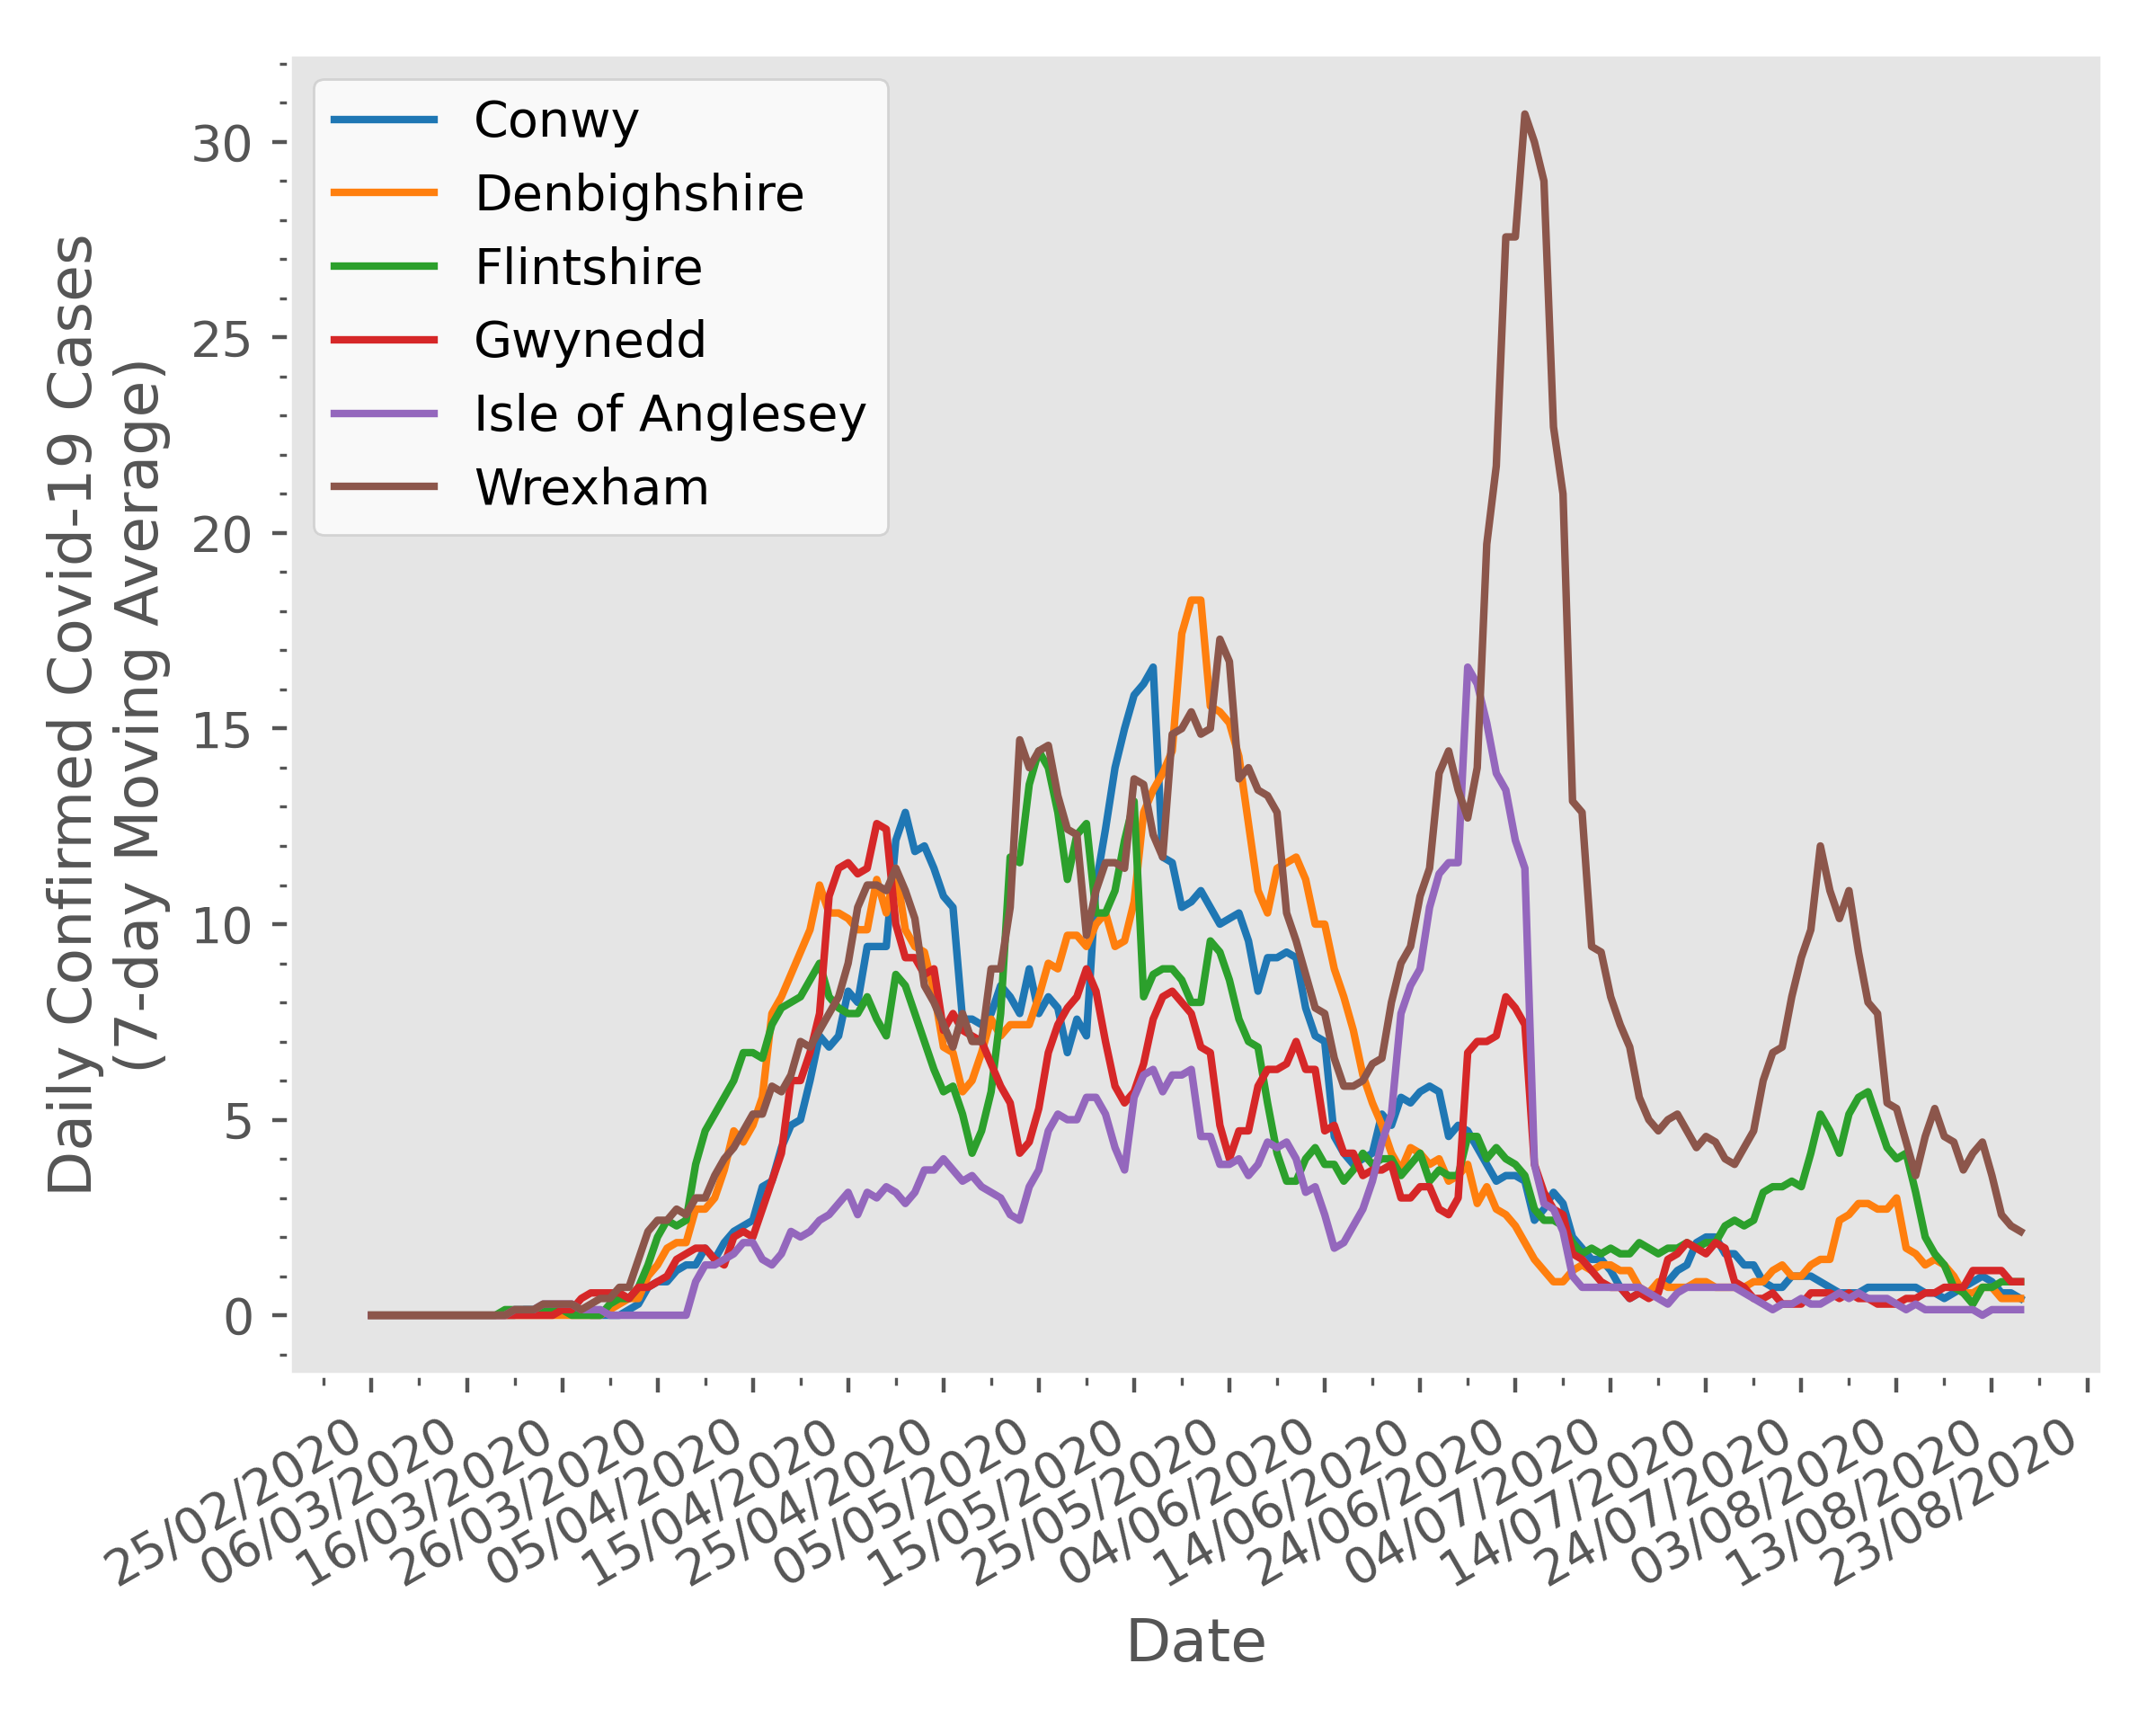 Daily Confirmed Covid-19 Cases
(7-day Moving Average)
30
25
20
15
10
5
0
Conwy
Denbighshire
Flintshire
Gwynedd
Isle of Anglesey
Wrexham
25/02/2020
06/03/2020
16/03/2020
26/03/2020
05/04/2020
15/04/2020
25/04/2020
05/05/2020
15/05/2020
25/05/2020
04/06/2020
14/06/2020
24/06/2020
04/07/2020
14/07/2020
24/07/2020
03/08/2020
13/08/2020
23/08/2020
Date